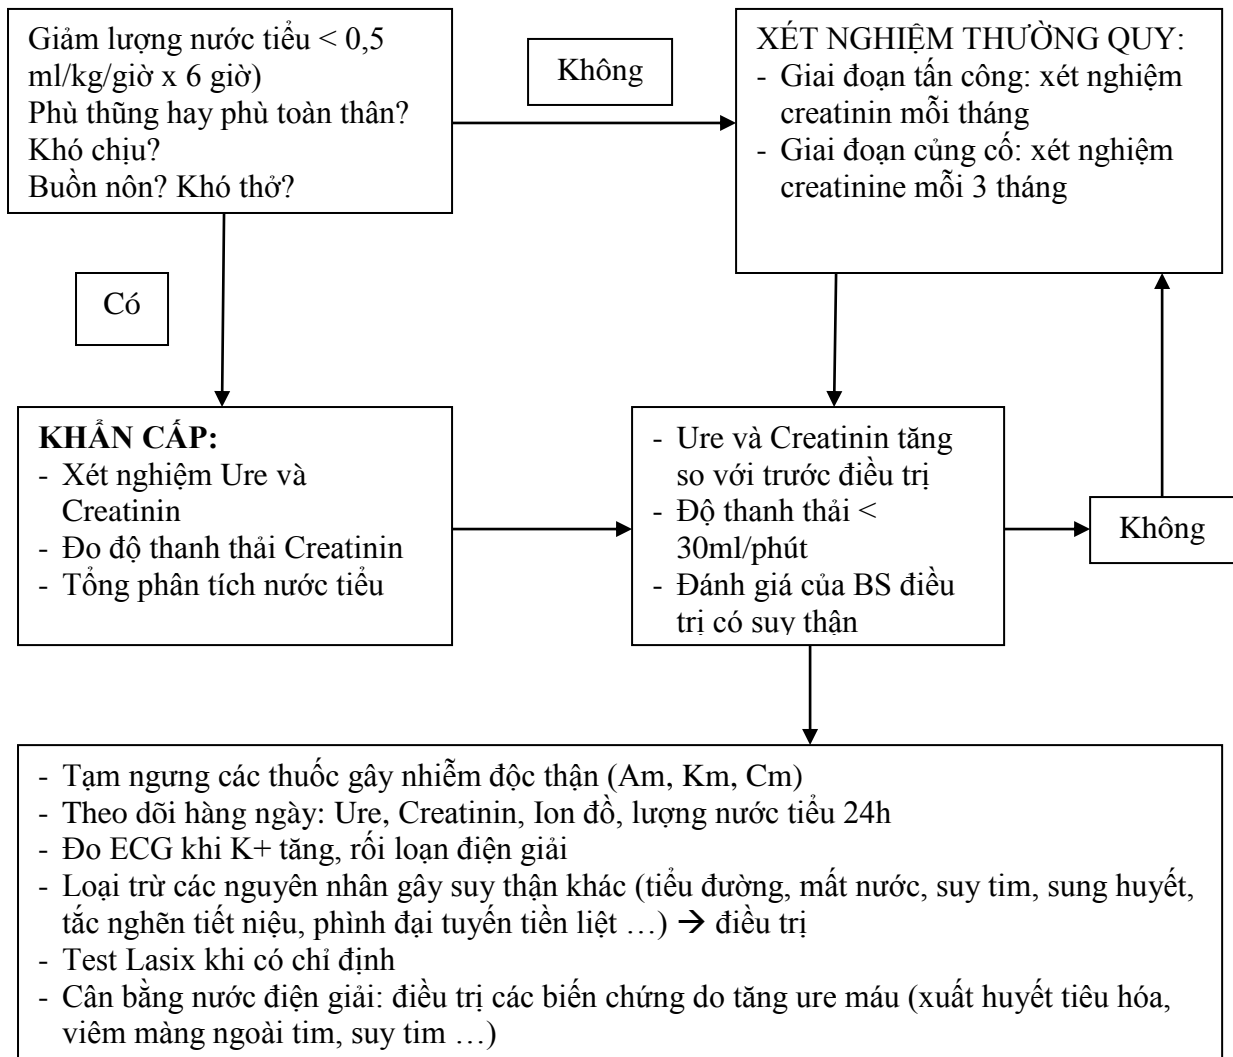 Giảm lượng nước tiểu < 0,5
ml/kg/giờ x 6 giờ)
Phù thũng hay phù toàn thân?
Khó chịu?
Buồn nôn? Khó thở?
Không
XÉT NGHIỆM THƯỜNG QUY:
- Giai đoạn tấn công: xét nghiệm
creatinin mỗi tháng
- Giai đoạn củng cố: xét nghiệm
creatinine mỗi 3 tháng
Có
KHẨN CẤP:
- Xét nghiệm Ure và
Creatinin
- Đo độ thanh thải Creatinin
- Tổng phân tích nước tiểu
- Ure và Creatinin tăng
so với trước điều trị
- Độ thanh thải <
30ml/phút
- Đánh giá của BS điều
trị có suy thận
Không
- Tạm ngưng các thuốc gây nhiễm độc thận (Am, Km, Cm)
- Theo dõi hàng ngày: Ure, Creatinin, Ion đồ, lượng nước tiểu 24h
- Đo ECG khi K+ tăng, rối loạn điện giải
- Loại trừ các nguyên nhân gây suy thận khác (tiểu đường, mất nước, suy tim, sung huyết,
tắc nghẽn tiết niệu, phình đại tuyến tiền liệt …) → điều trị
- Test Lasix khi có chỉ định
- Cân bằng nước điện giải: điều trị các biến chứng do tăng ure máu (xuất huyết tiêu hóa,
viêm màng ngoài tim, suy tim …)